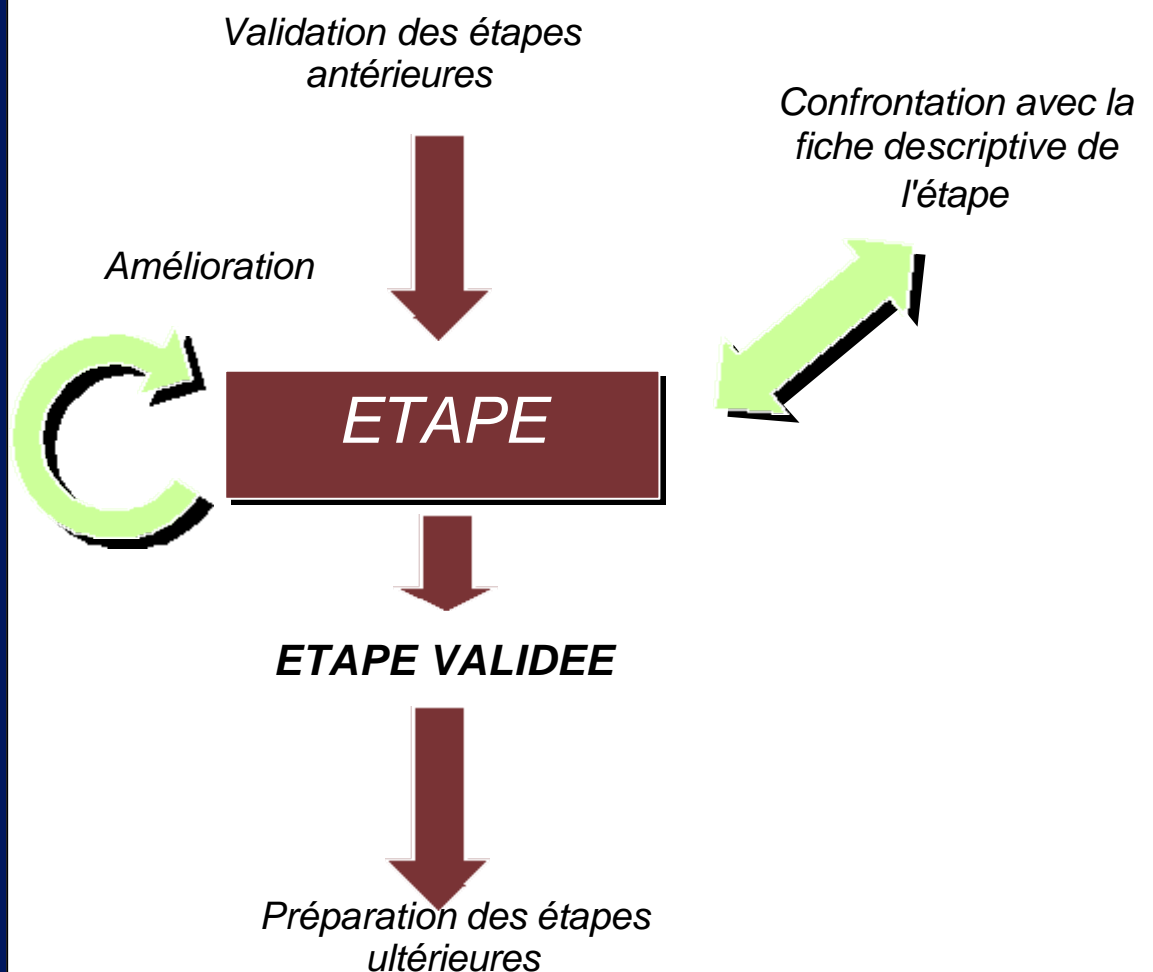 Validation des étapes
antérieures
Confrontation avec la
fiche descriptive de
l'étape
Amélioration
ETAPE
ETAPE VALIDEE
Préparation des étapes
ultérieures